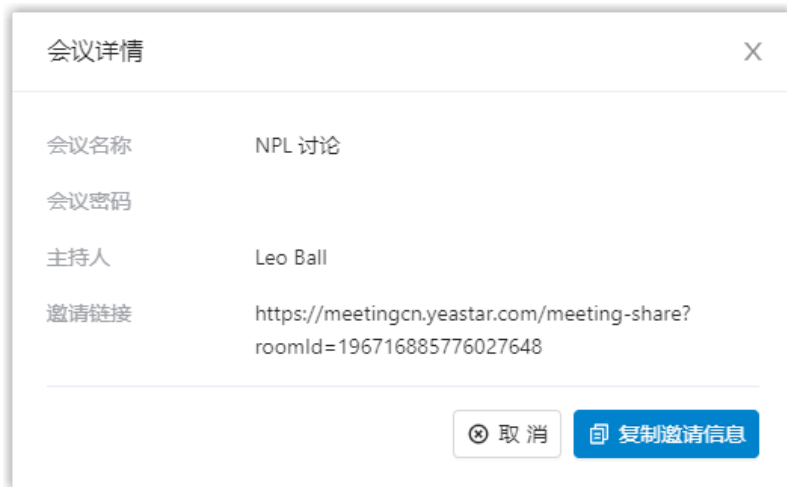 会议详情
会议名称 NPL 讨论
会议密码
主持人 Leo Ball
邀请链接 https://meetingcn.yeastar.com/meeting-share?
roomId=196716885776027648
取 消 复制邀请信息